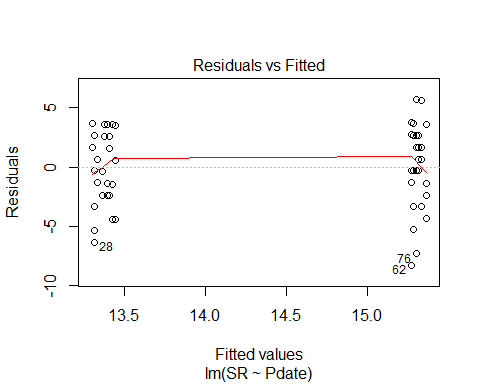 Residuals vs Fitted
Residuals
5
0
-5
-10
28
76
62
13.5 14.0 14.5 15.0
Fitted values
lm(SR ~ Pdate)